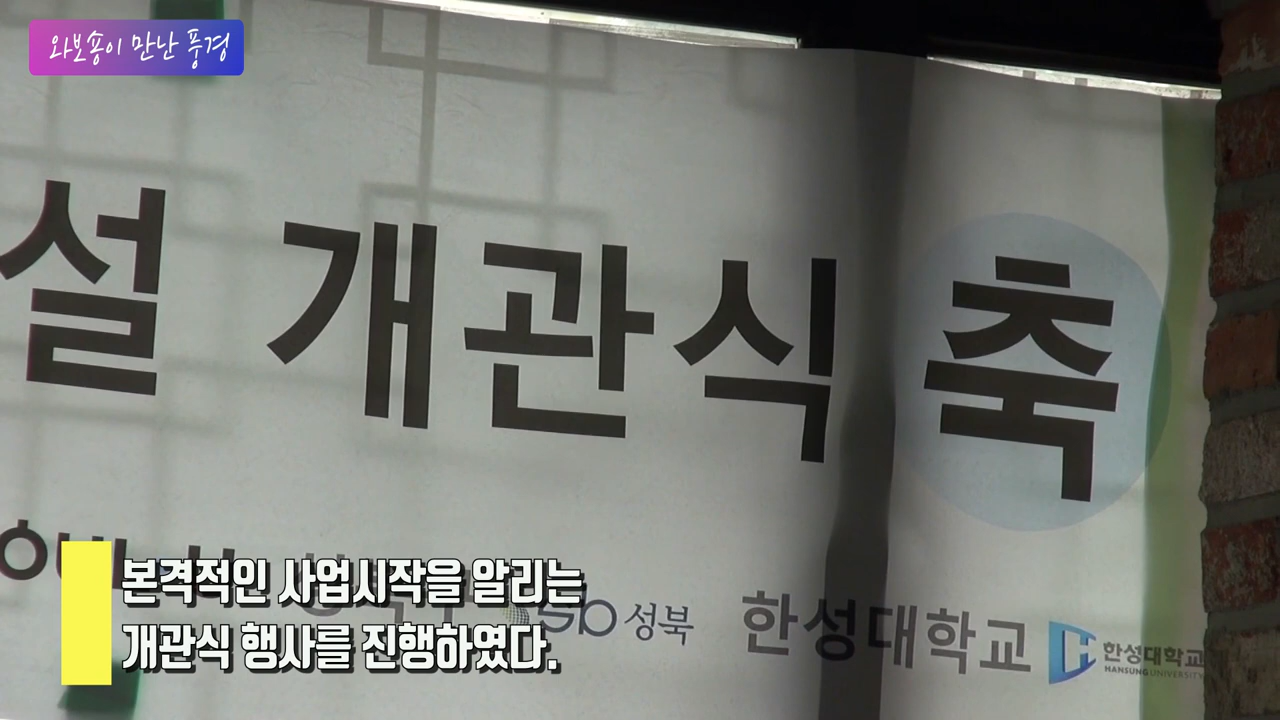 와보숑이 만난 풍경
설 개관식 축
성북
한성대학교
한성대학교
HANSUNG UNIVERSITY
본격적인 사업시작을 알리는
개관식 행사를 진행하였다.